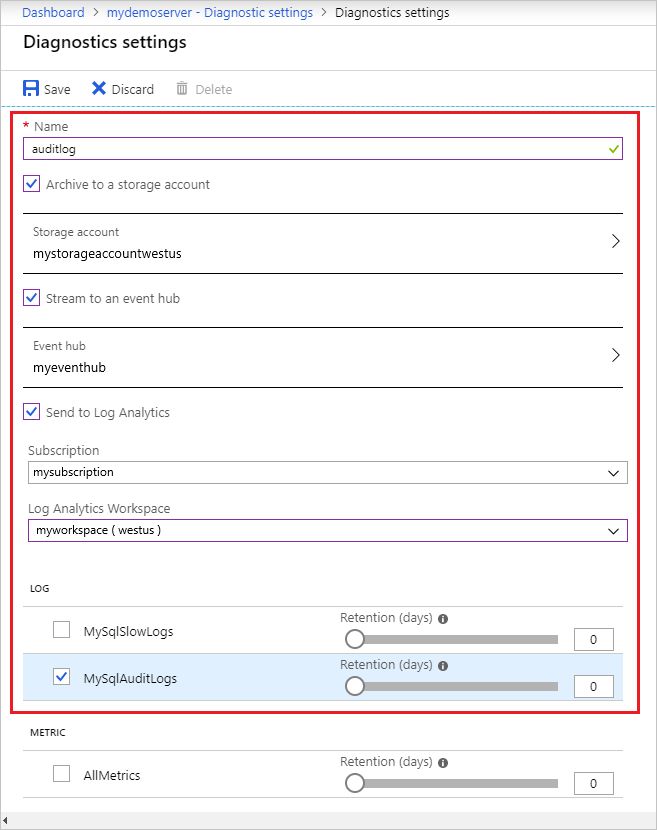 Dashboard > mydemoserver - Diagnostic settings > Diagnostics settings
Diagnostics settings
Save Discard Delete
* Name
auditlog
Archive to a storage account
Storage account
mystorageaccountwestus
Stream to an event hub
Event hub
myeventhub
Send to Log Analytics
Subscription
mysubscription
Log Analytics Workspace
myworkspace ( westus )
LOG
Retention (days)
MySqlSlowLogs 0
Retention (days)
MySqlAuditLogs 0
METRIC
Retention (days)
AllMetrics 0